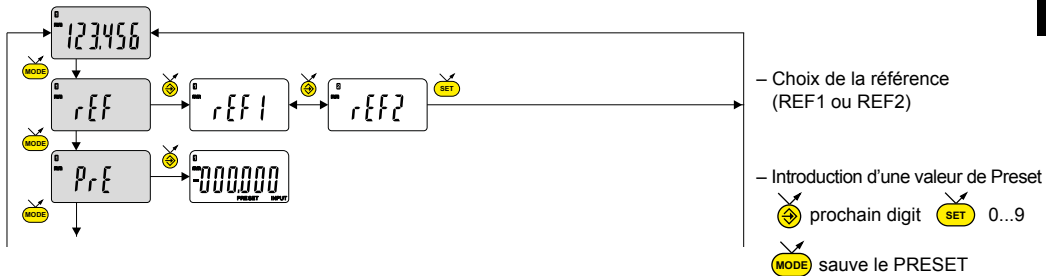 123.456
MODE
rEF
rEF1
rEF2
SET
– Choix de la référence
(REF1 ou REF2)
MODE
PrE
-000.000
PRESET INPUT
– Introduction d'une valeur de Preset
prochain digit SET 0...9
MODE
MODE sauve le PRESET